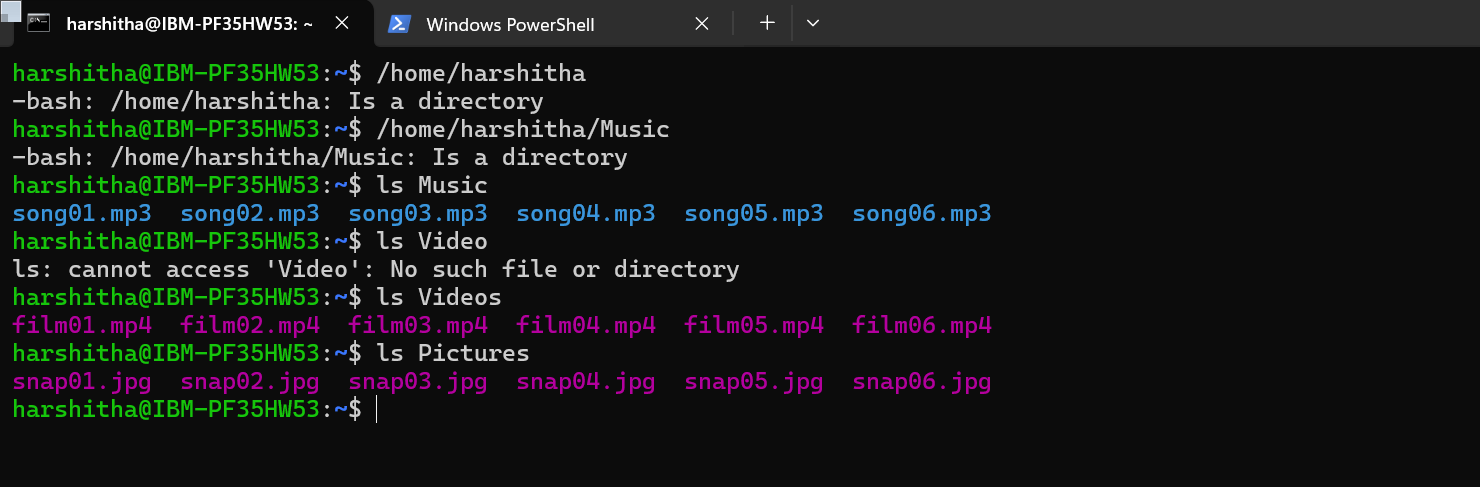 harshitha@IBM-PF35HW53: ~
Windows PowerShell
harshitha@IBM-PF35HW53:~$ /home/harshitha
-bash: /home/harshitha: Is a directory
harshitha@IBM-PF35HW53:~$ /home/harshitha/Music
-bash: /home/harshitha/Music: Is a directory
harshitha@IBM-PF35HW53:~$ ls Music
song01.mp3  song02.mp3  song03.mp3  song04.mp3  song05.mp3  song06.mp3
harshitha@IBM-PF35HW53:~$ ls Video
ls: cannot access 'Video': No such file or directory
harshitha@IBM-PF35HW53:~$ ls Videos
film01.mp4  film02.mp4  film03.mp4  film04.mp4  film05.mp4  film06.mp4
harshitha@IBM-PF35HW53:~$ ls Pictures
snap01.jpg  snap02.jpg  snap03.jpg  snap04.jpg  snap05.jpg  snap06.jpg
harshitha@IBM-PF35HW53:~$